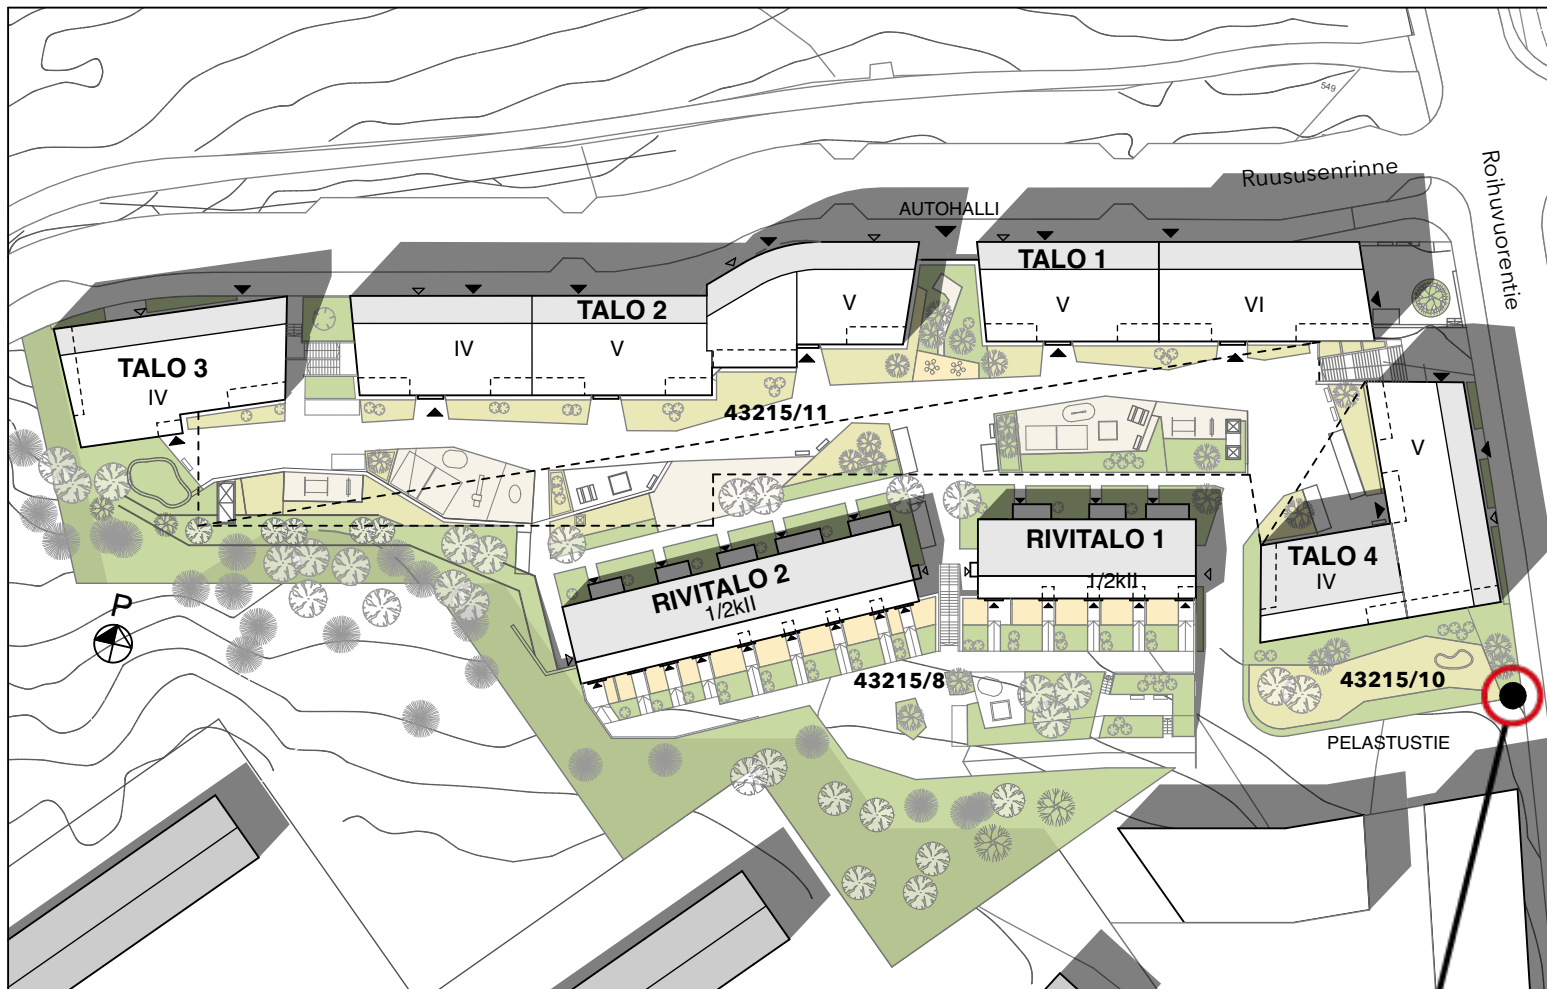 549
Ruususenrinne
Roihuvuorentie
AUTOHALLI
TALO 1
V
VI
TALO 2
V
IV
V
TALO 3
IV
43215/11
V
TALO 4
IV
RIVITALO 1
1/2kII
RIVITALO 2
1/2kII
P
43215/8
43215/10
PELASTUSTIE